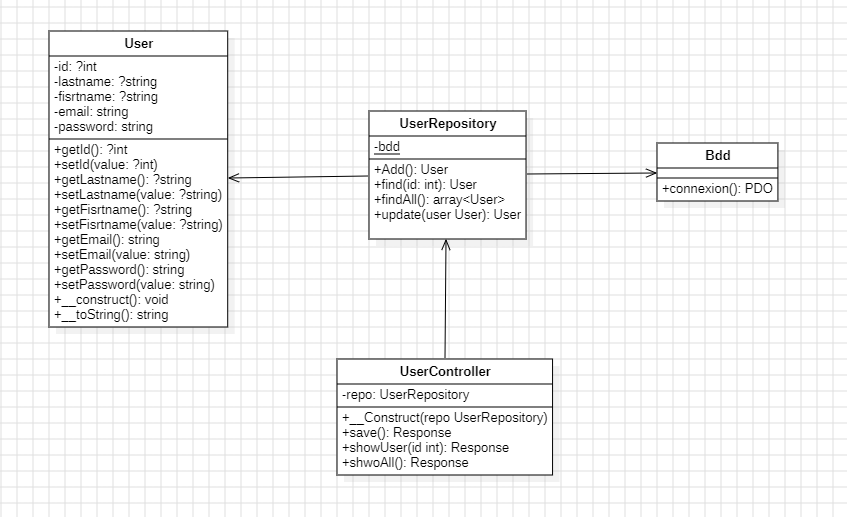 User
-id: ?int
-lastname: ?string
-fisrtname: ?string
-email: string
-password: string
+getId(): ?int
+setId(value: ?int)
+getLastname(): ?string
+setLastname(value: ?string)
+getFisrtname(): ?string
+setFisrtname(value: ?string)
+getEmail(): string
+setEmail(value: string)
+getPassword(): string
+setPassword(value: string)
+__construct(): void
+__toString(): string
UserRepository
-bdd
+Add(): User
+find(id: int): User
+findAll(): array<User>
+update(user User): User
Bdd
+connexion(): PDO
UserController
-repo: UserRepository
+__Construct(repo UserRepository)
+save(): Response
+showUser(id int): Response
+shwoAll(): Response